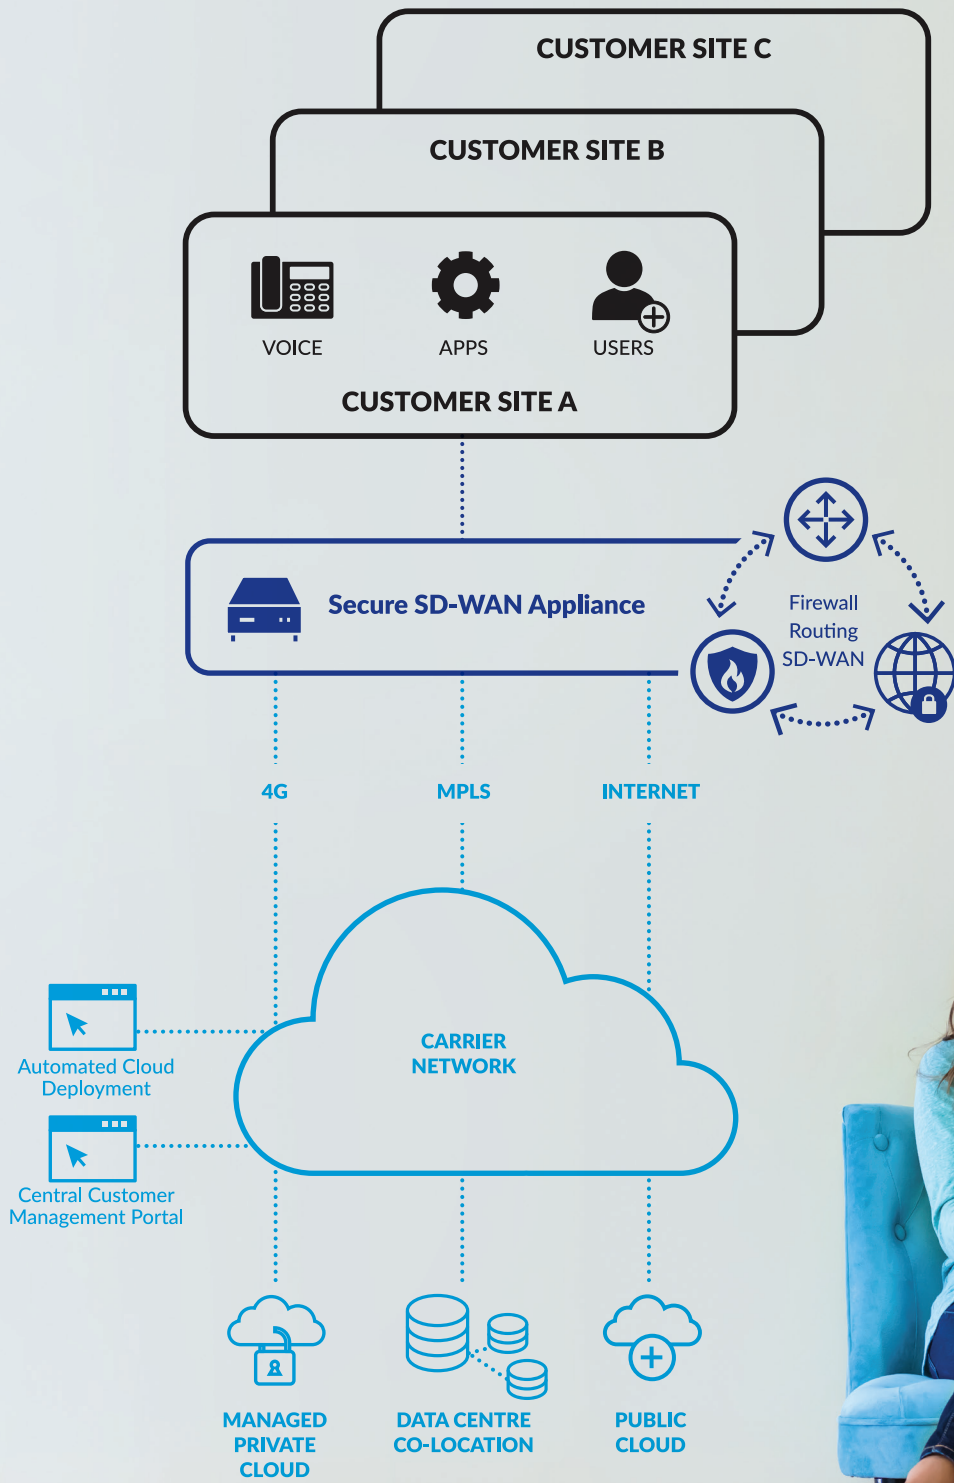 CUSTOMER SITE C
CUSTOMER SITE B
VOICE
APPS
USERS
CUSTOMER SITE A
Secure SD-WAN Appliance
Firewall
Routing
SD-WAN
4G
MPLS
INTERNET
CARRIER
NETWORK
Automated Cloud
Deployment
Central Customer
Management Portal
MANAGED
PRIVATE
CLOUD
DATA CENTRE
CO-LOCATION
PUBLIC
CLOUD